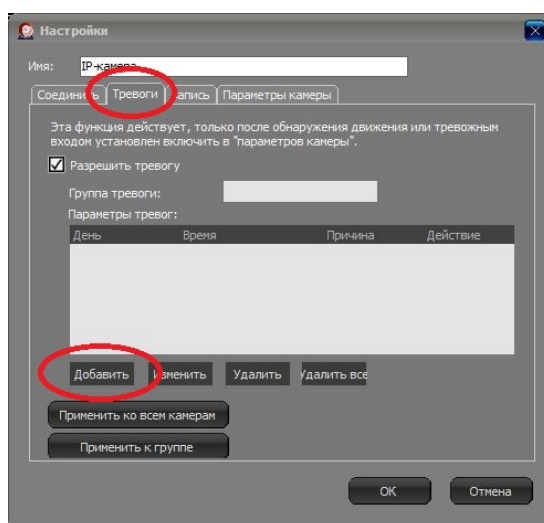 Настройки
Имя: IP-камера
Соединить Тревоги Запись Параметры камеры
Эта функция действует, только после обнаружения движения или тревожным
входом установлен включить в "параметров камеры".
Разрешить тревогу
Группа тревоги:
Параметры тревог:
День Время Причина Действие
Добавить Изменить Удалить Удалить все
Применить ко всем камерам
Применить к группе
OK Отмена